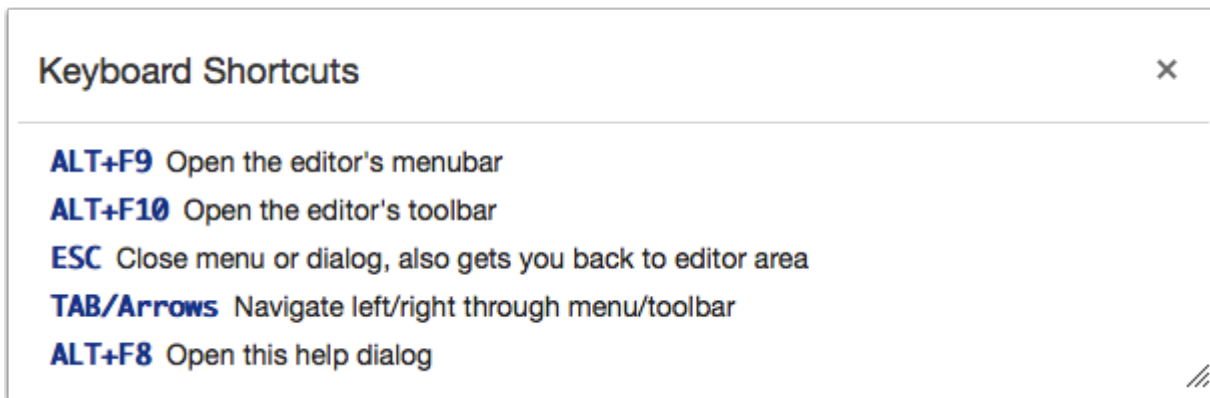 Keyboard Shortcuts ×
ALT+F9 Open the editor's menubar
ALT+F10 Open the editor's toolbar
ESC Close menu or dialog, also gets you back to editor area
TAB/Arrows Navigate left/right through menu/toolbar
ALT+F8 Open this help dialog